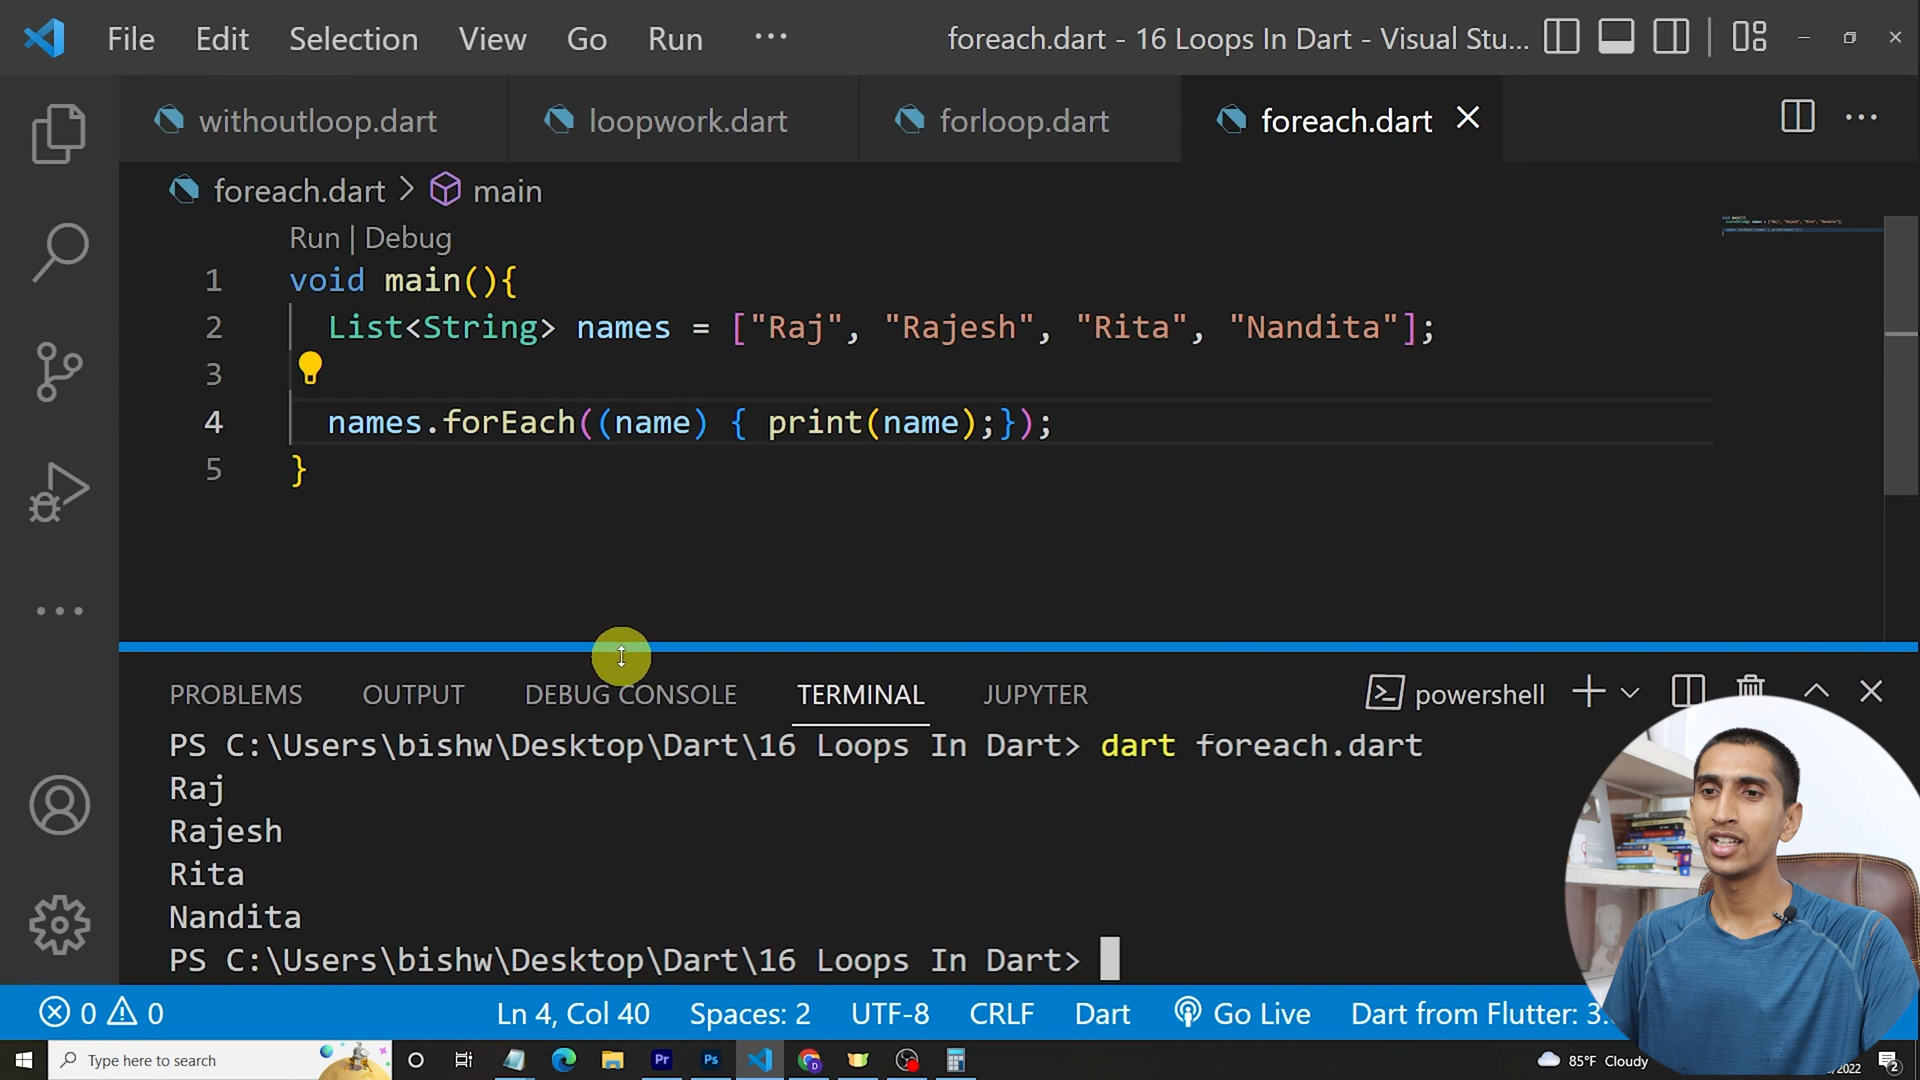 File Edit Selection View Go Run ... foreach.dart - 16 Loops In Dart - Visual Stu...
withoutloop.dart loopwork.dart forloop.dart foreach.dart
foreach.dart > main
Run | Debug
1 void main(){
2 List<String> names = ["Raj", "Rajesh", "Rita", "Nandita"];
3
4 names.forEach((name) { print(name);});
5 }
PROBLEMS OUTPUT DEBUG CONSOLE TERMINAL JUPYTER powershell
PS C:\Users\bishw\Desktop\Dart\16 Loops In Dart> dart foreach.dart
Raj
Rajesh
Rita
Nandita
PS C:\Users\bishw\Desktop\Dart\16 Loops In Dart>
0 0 Ln 4, Col 40 Spaces: 2 UTF-8 CRLF Dart Go Live Dart from Flutter: 3.
Type here to search Pr Ps 85°F Cloudy /2022 2